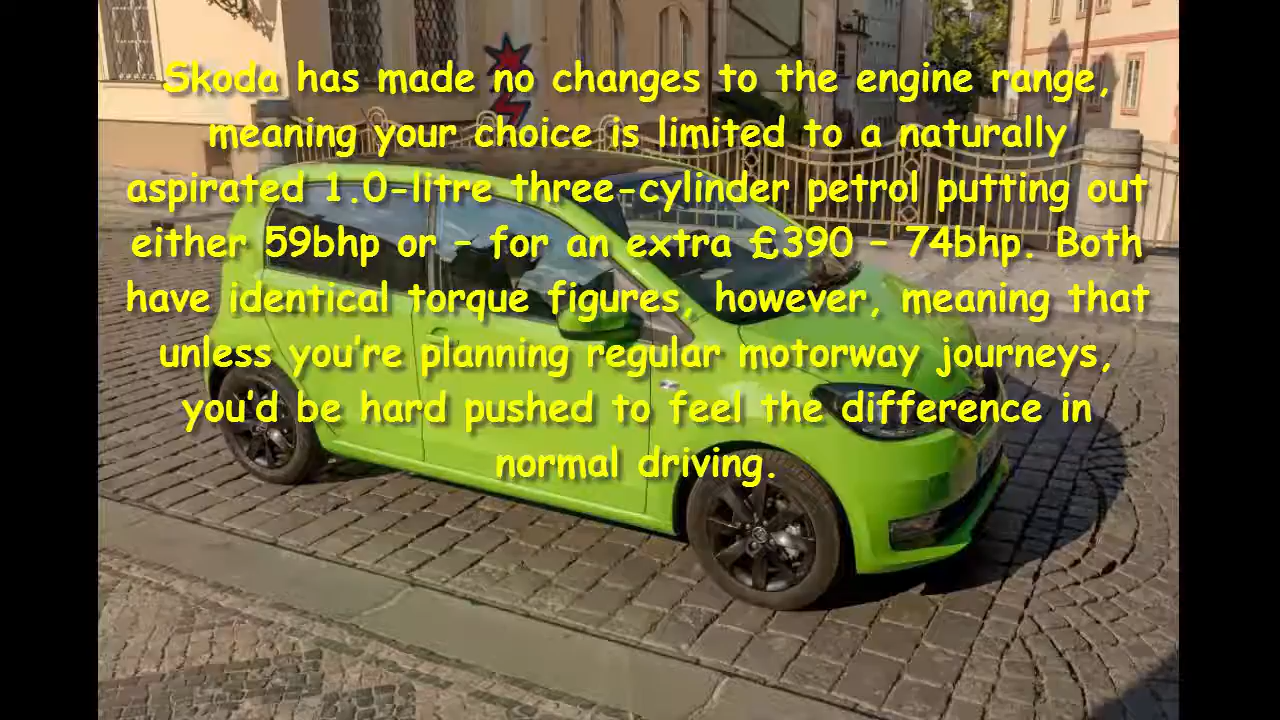 Skoda has made no changes to the engine range,
meaning your choice is limited to a naturally
aspirated 1.0-litre three-cylinder petrol putting out
either 59bhp or – for an extra £390 – 74bhp. Both
have identical torque figures, however, meaning that
unless you're planning regular motorway journeys,
you'd be hard pushed to feel the difference in
normal driving.